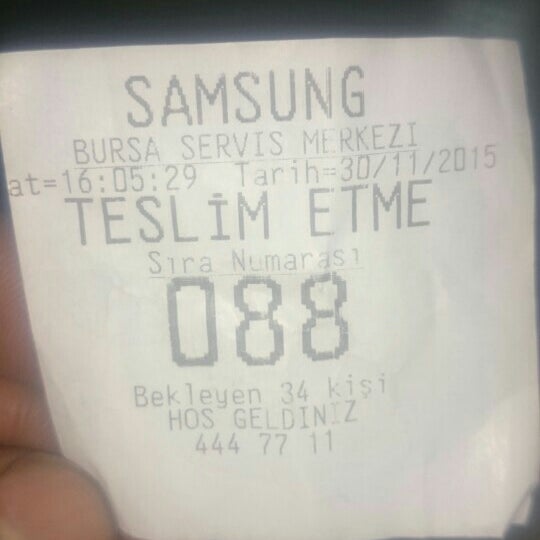 SAMSUNG
BURSA SERVIS MERKEZI
at=16:05:29 Tarih=30/11/2015
TESLİM ETME
Sıra Numarası
088
Bekleyen 34 kişi
HOS GELDINIZ
444 77 11